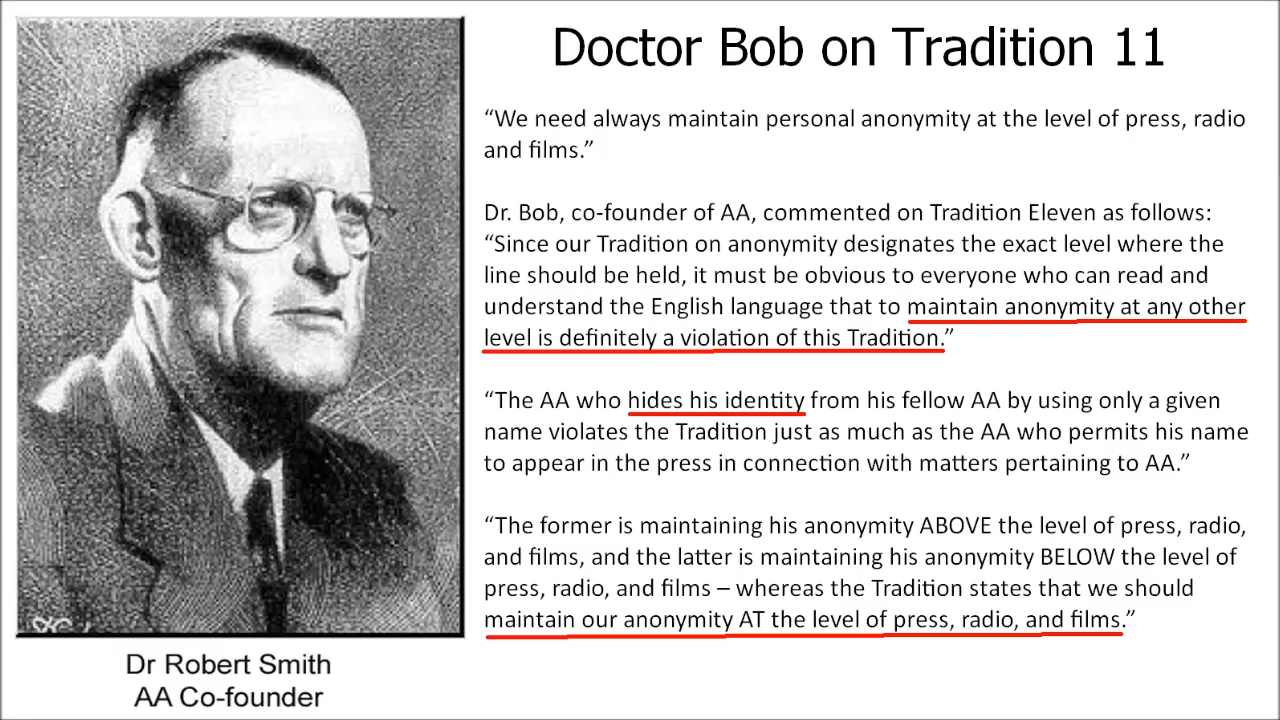 Doctor Bob on Tradition 11
“We need always maintain personal anonymity at the level of press, radio
and films.”
Dr. Bob, co-founder of AA, commented on Tradition Eleven as follows:
“Since our Tradition on anonymity designates the exact level where the
line should be held, it must be obvious to everyone who can read and
understand the English language that to maintain anonymity at any other
level is definitely a violation of this Tradition.”
“The AA who hides his identity from his fellow AA by using only a given
name violates the Tradition just as much as the AA who permits his name
to appear in the press in connection with matters pertaining to AA.”
“The former is maintaining his anonymity ABOVE the level of press, radio,
and films, and the latter is maintaining his anonymity BELOW the level of
press, radio, and films – whereas the Tradition states that we should
maintain our anonymity AT the level of press, radio, and films.”
Dr Robert Smith
AA Co-founder